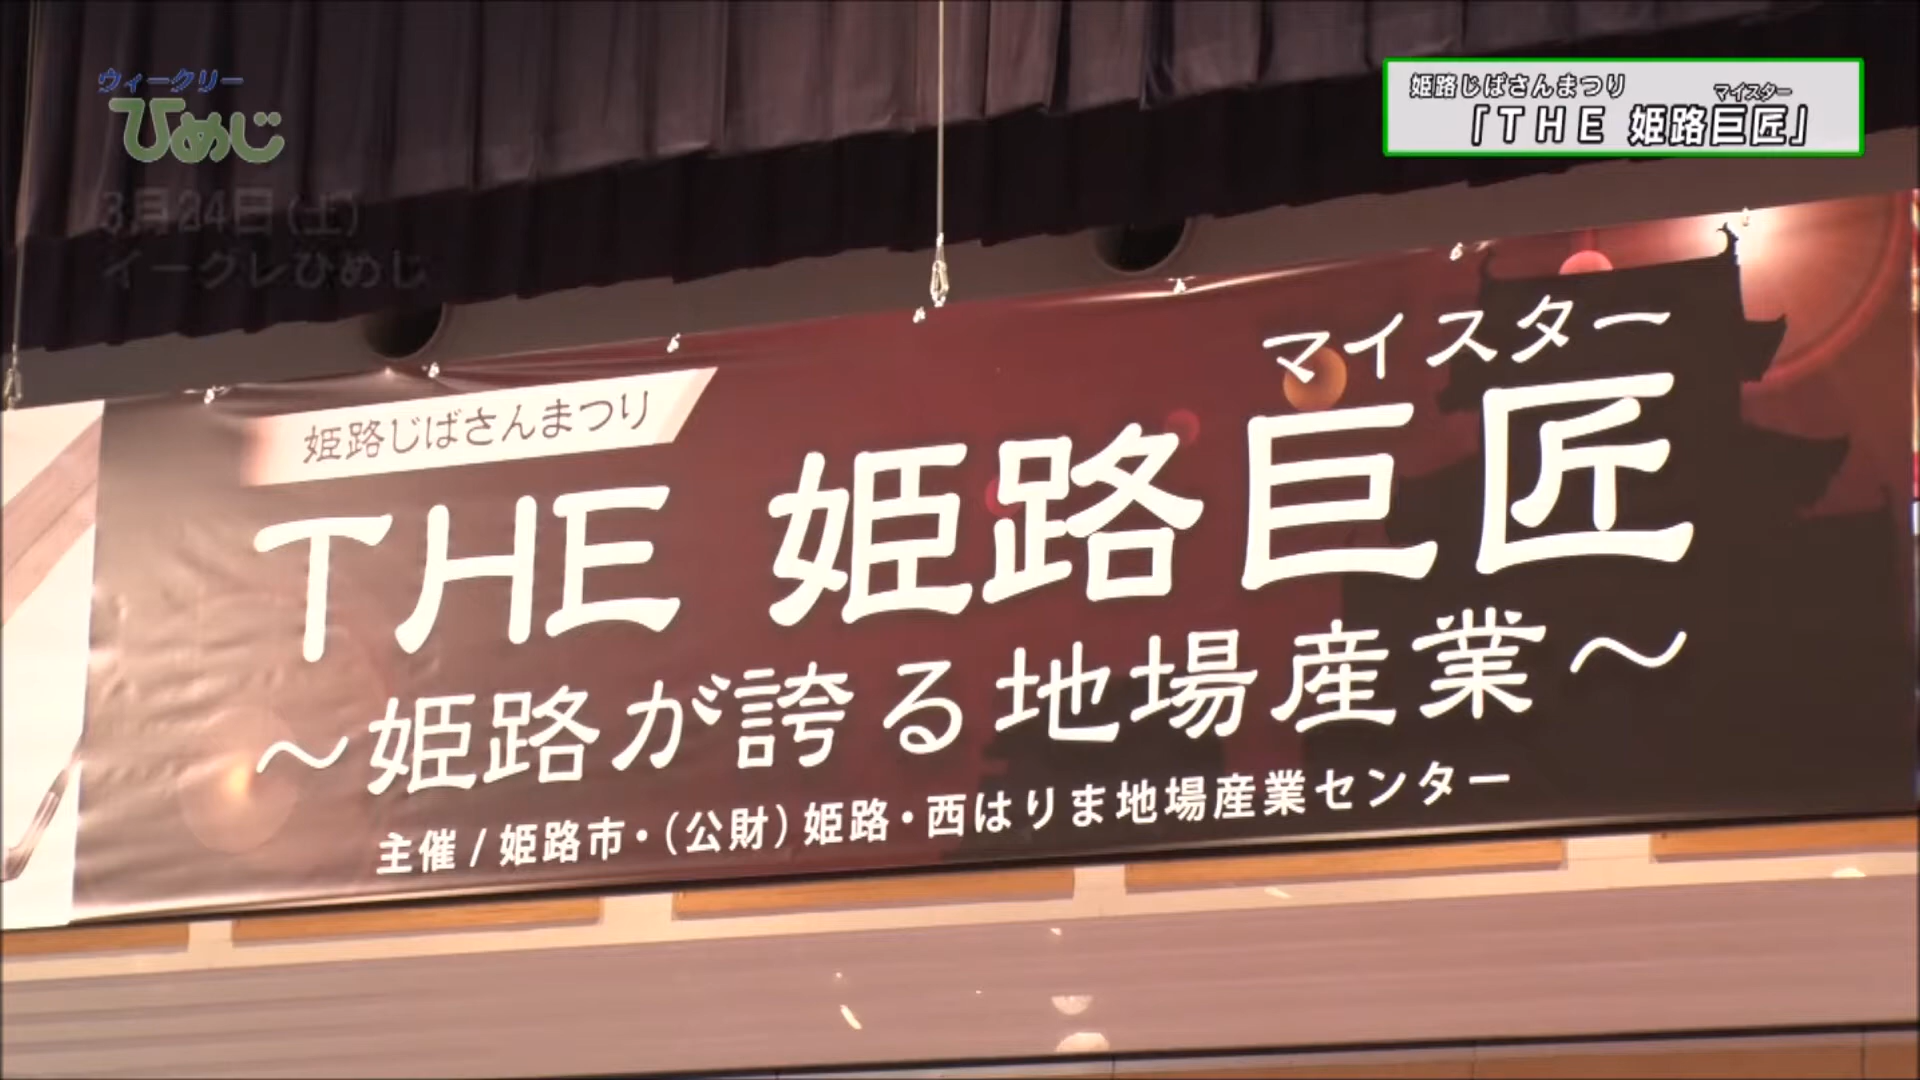 ウィークリー
ひめじ
3月24日(土)
イーグレひめじ
姫路じばさんまつり
マイスター
「THE 姫路巨匠」
姫路じばさんまつり
マイスター
THE 姫路巨匠
～姫路が誇る地場産業～
主催/姫路市・(公財)姫路・西はりま地場産業センター